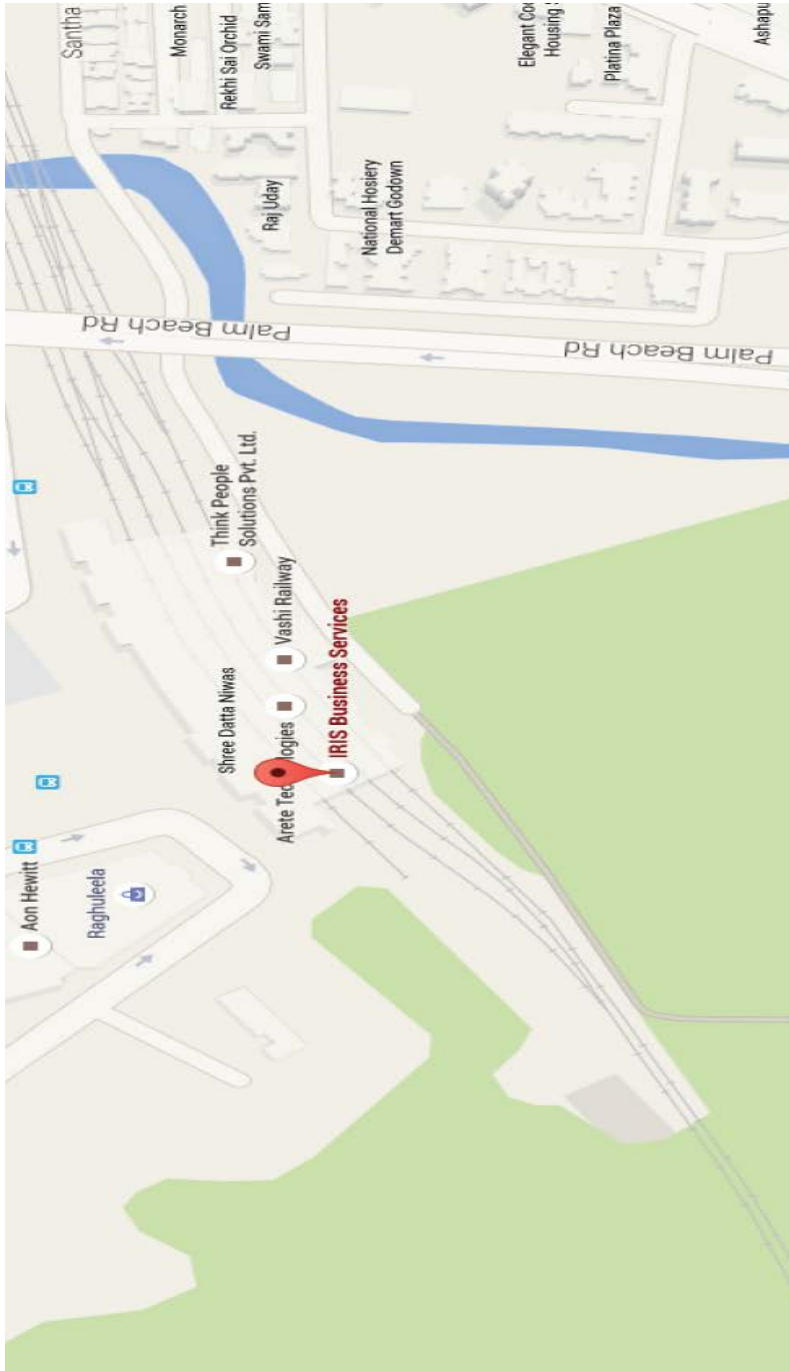 Santha
Monarch
Rekhi Sai Orchid
Swami Sam
Elegant Co
Housing
Platina Plaza
Ashapu
Raj Uday
National Hosiery
Demart Godown
Palm Beach Rd
Palm Beach Rd
Think People
Solutions Pvt. Ltd.
Vashi Railway
Shree Datta Niwas
Arete Tec logies
IRIS Business Services
Aon Hewitt
Raghuleela